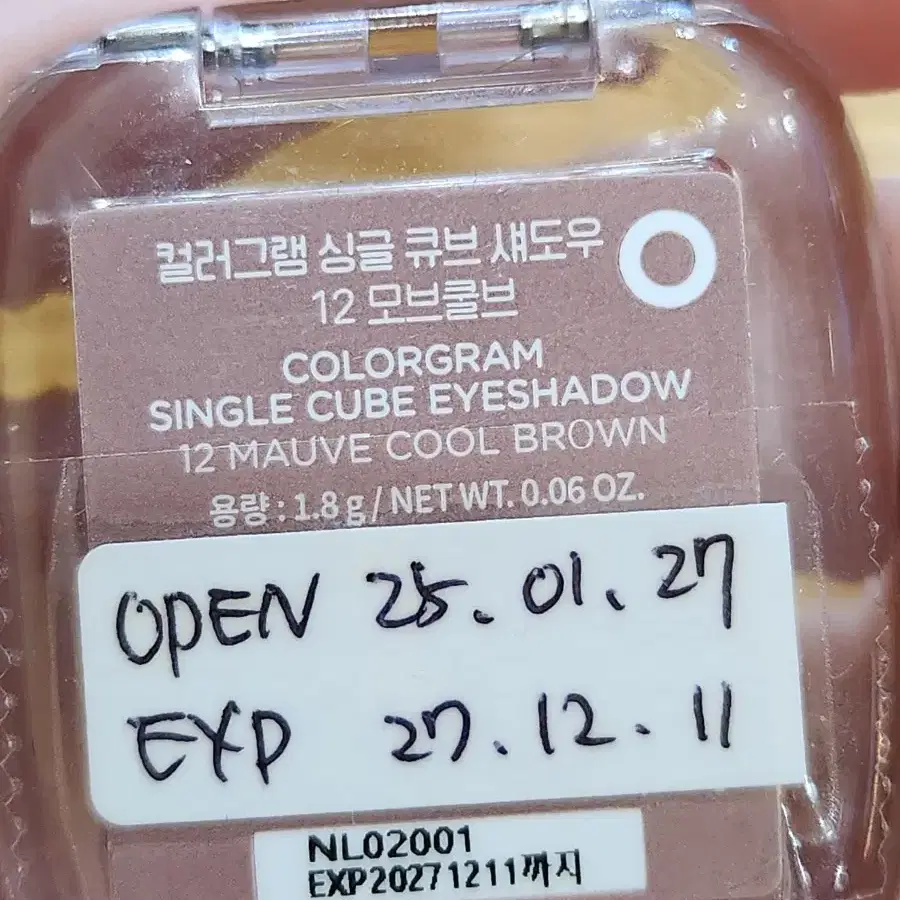 컬러그램 싱글 큐브 섀도우
12 모브쿨브
COLORGRAM
SINGLE CUBE EYESHADOW
12 MAUVE COOL BROWN
용량 : 1.8 g / NET WT. 0.06 OZ.
OPEN 25.01.27
EXP 27.12.11
NL02001
EXP20271211까지